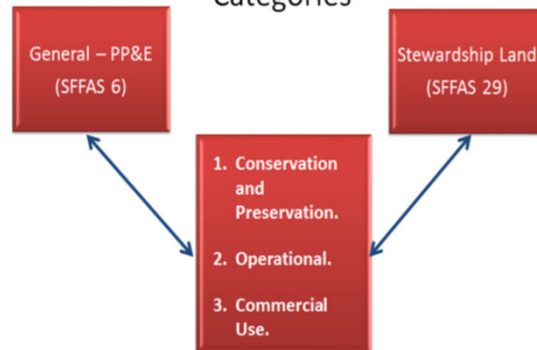 Categories
General – PP&E
(SFFAS 6)
Stewardship Land
(SFFAS 29)
1. Conservation
and
Preservation.
2. Operational.
3. Commercial
Use.